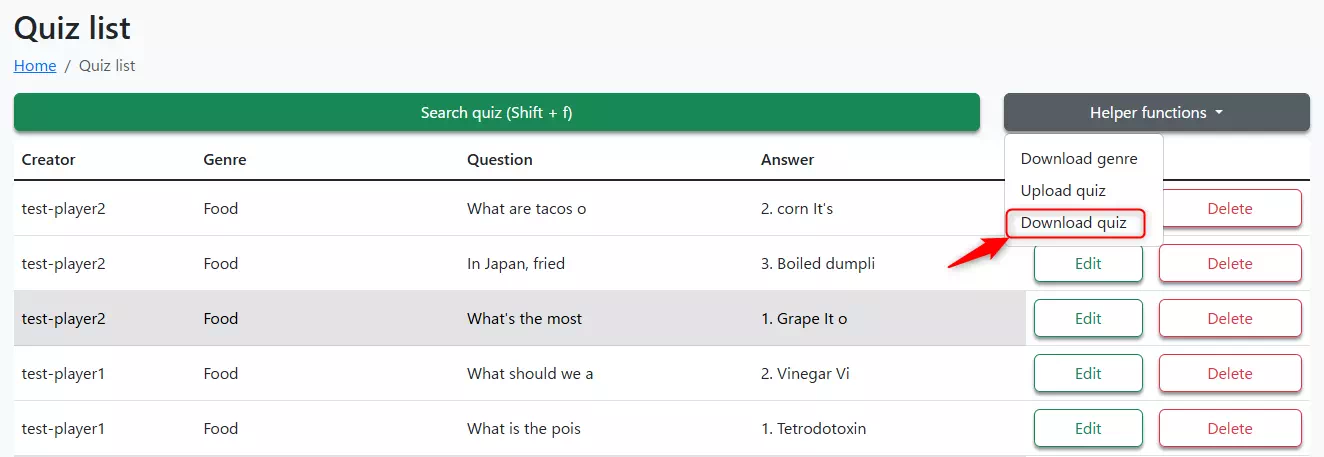 Quiz list
Home / Quiz list
Search quiz (Shift + f) Helper functions
Creator Genre Question Answer
Download genre
Upload quiz
Download quiz
test-player2 Food What are tacos o 2. corn It's Delete
test-player2 Food In Japan, fried 3. Boiled dumpli Edit Delete
test-player2 Food What's the most 1. Grape It o Edit Delete
test-player1 Food What should we a 2. Vinegar Vi Edit Delete
test-player1 Food What is the pois 1. Tetrodotoxin Edit Delete